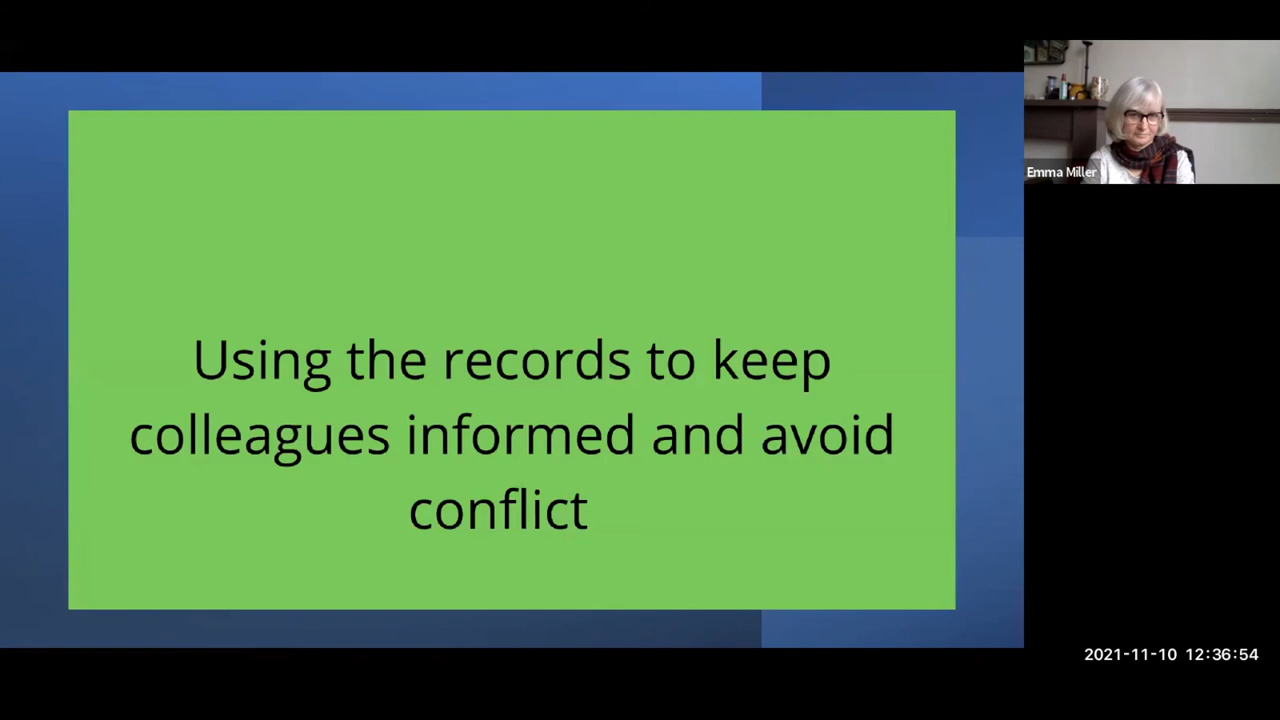 Using the records to keep
colleagues informed and avoid
conflict
Emma Miller
2021-11-10 12:36:54